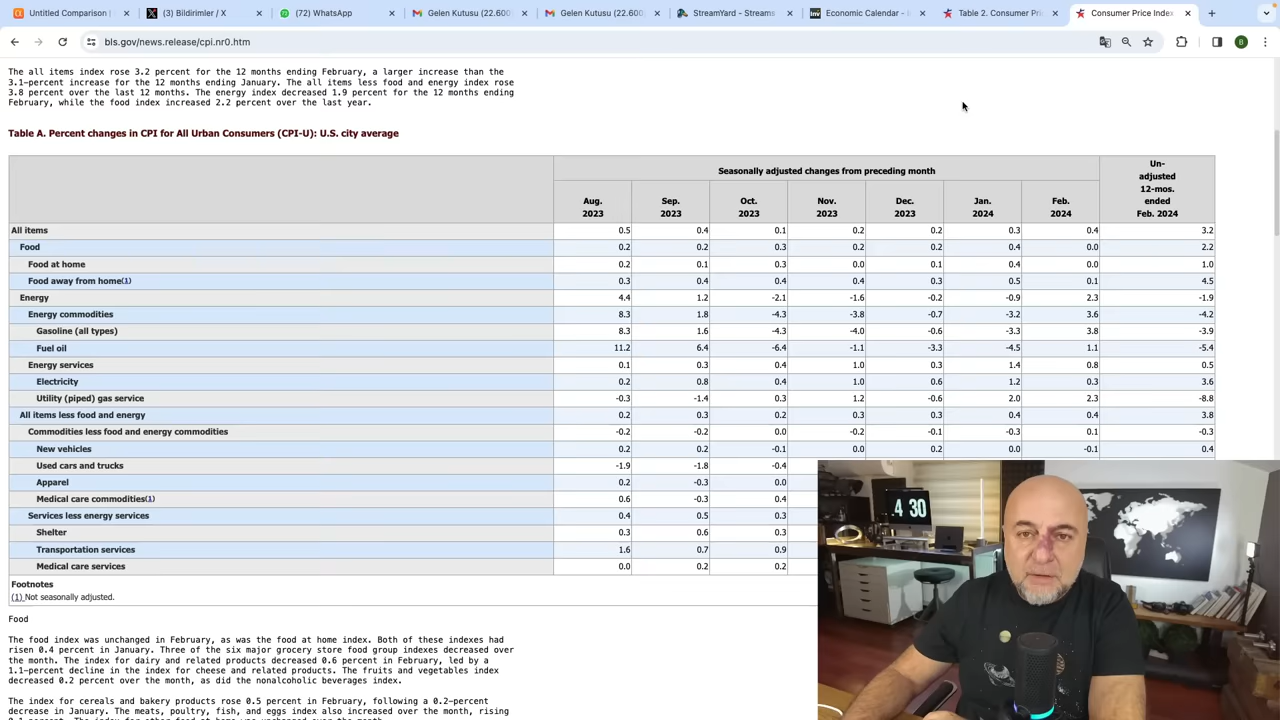 Untitled Comparison
(3) Bildirimler / X
(72) WhatsApp
Gelen Kutusu (22.600)
Gelen Kutusu (22.600)
StreamYard - Streams
Economic Calendar -
Table 2. Consumer Pri
Consumer Price Index
bls.gov/news.release/cpi.nr0.htm
The all items index rose 3.2 percent for the 12 months ending February, a larger increase than the
3.1-percent increase for the 12 months ending January. The all items less food and energy index rose
3.8 percent over the last 12 months. The energy index decreased 1.9 percent for the 12 months ending
February, while the food index increased 2.2 percent over the last year.
Table A. Percent changes in CPI for All Urban Consumers (CPI-U): U.S. city average
Seasonally adjusted changes from preceding month
Un-
adjusted
12-mos.
ended
Feb. 2024
Aug. 2023 Sep. 2023 Oct. 2023 Nov. 2023 Dec. 2023 Jan. 2024 Feb. 2024
All items 0.5 0.4 0.1 0.2 0.2 0.3 0.4 3.2
Food 0.2 0.2 0.3 0.2 0.2 0.4 0.0 2.2
Food at home 0.2 0.1 0.3 0.0 0.1 0.4 0.0 1.0
Food away from home(1) 0.3 0.4 0.4 0.4 0.3 0.5 0.1 4.5
Energy 4.4 1.2 -2.1 -1.6 -0.2 -0.9 2.3 -1.9
Energy commodities 8.3 1.8 -4.3 -3.8 -0.7 -3.2 3.6 -4.2
Gasoline (all types) 8.3 1.6 -4.3 -4.0 -0.6 -3.3 3.8 -3.9
Fuel oil 11.2 6.4 -6.4 -1.1 -3.3 -4.5 1.1 -5.4
Energy services 0.1 0.3 0.4 1.0 0.3 1.4 0.8 0.5
Electricity 0.2 0.8 0.4 1.0 0.6 1.2 0.3 3.6
Utility (piped) gas service -0.3 -1.4 0.3 1.2 -0.6 2.0 2.3 -8.8
All items less food and energy 0.2 0.3 0.2 0.3 0.3 0.4 0.4 3.8
Commodities less food and energy commodities -0.2 -0.2 0.0 -0.2 -0.1 -0.3 0.1 -0.3
New vehicles 0.2 0.2 -0.1 0.0 0.2 0.0 -0.1 0.4
Used cars and trucks -1.9 -1.8 -0.4
Apparel 0.2 -0.3 0.0
Medical care commodities(1) 0.6 -0.3 0.4
Services less energy services 0.4 0.5 0.3
Shelter 0.3 0.6 0.3
Transportation services 1.6 0.7 0.9
Medical care services 0.0 0.2 0.2
Footnotes
(1) Not seasonally adjusted.
4 30
Food
The food index was unchanged in February, as was the food at home index. Both of these indexes had
risen 0.4 percent in January. Three of the six major grocery store food group indexes decreased over
the month. The index for dairy and related products decreased 0.6 percent in February, led by a
1.1-percent decline in the index for cheese and related products. The fruits and vegetables index
decreased 0.2 percent over the month, as did the nonalcoholic beverages index.
The index for cereals and bakery products rose 0.5 percent in February, following a 0.2-percent
decrease in January. The meats, poultry, fish, and eggs index also increased over the month, rising